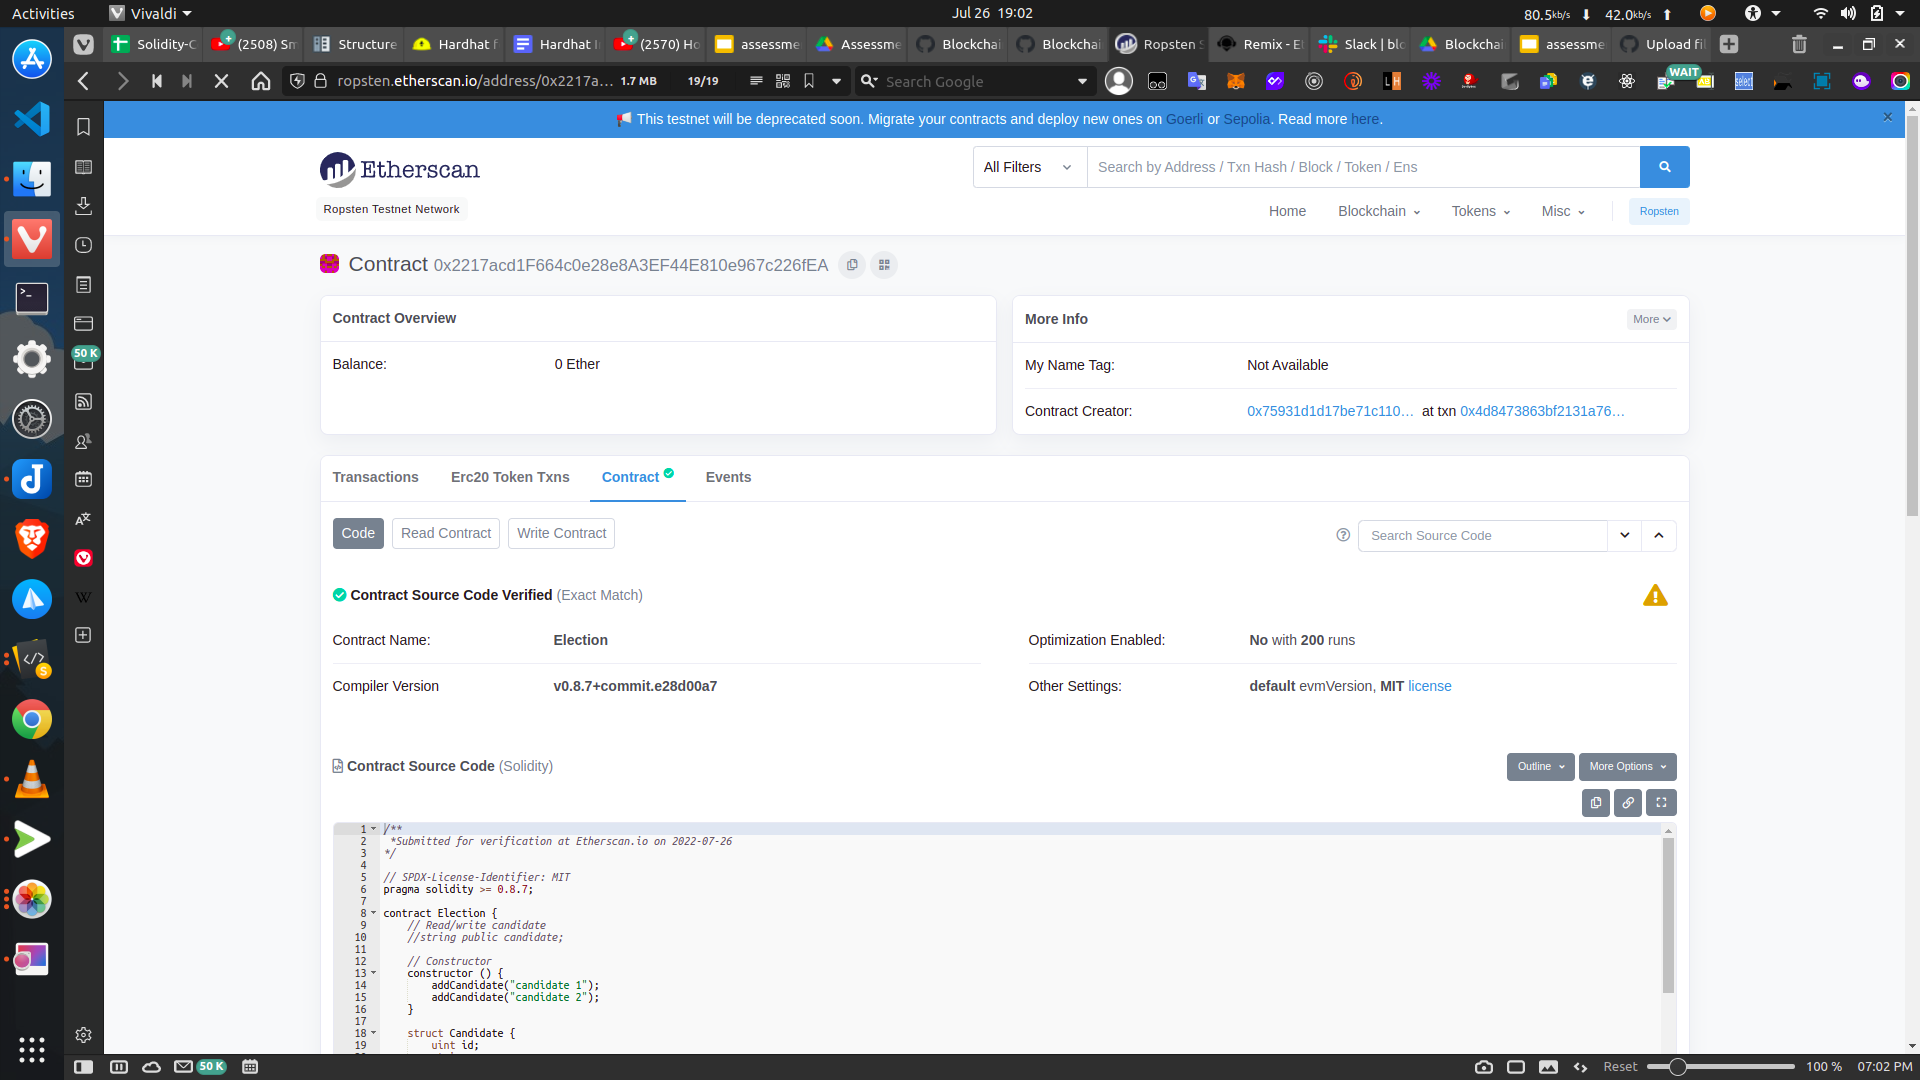 Activities
Vivaldi
Jul 26 19:02
80.5kb/s
42.0kb/s
Solidity-C
(2508) Sm
Structure
Hardhat f
Hardhat I
(2570) Ho
assessme
Assessme
Blockchai
Blockchai
Ropsten S
Remix - E
Slack | blo
Blockchai
assessme
Upload fil
ropsten.etherscan.io/address/0x2217a...
1.7 MB
19/19
Search Google
WAIT
This testnet will be deprecated soon. Migrate your contracts and deploy new ones on Goerli or Sepolia. Read more here.
Etherscan
All Filters
Search by Address / Txn Hash / Block / Token / Ens
Ropsten Testnet Network
Home
Blockchain
Tokens
Misc
Ropsten
Contract 0x2217acd1F664c0e28e8A3EF44E810e967c226fEA
Contract Overview
Balance:
0 Ether
More Info
More
My Name Tag:
Not Available
Contract Creator:
0x75931d1d17be71c110... at txn 0x4d8473863bf2131a76...
Transactions
Erc20 Token Txns
Contract
Events
Code
Read Contract
Write Contract
Search Source Code
Contract Source Code Verified (Exact Match)
Contract Name:
Election
Optimization Enabled:
No with 200 runs
Compiler Version
v0.8.7+commit.e28d00a7
Other Settings:
default evmVersion, MIT license
Contract Source Code (Solidity)
Outline
More Options
1 /**
2 *Submitted for verification at Etherscan.io on 2022-07-26
3 */
4
5 // SPDX-License-Identifier: MIT
6 pragma solidity >= 0.8.7;
7
8 contract Election {
9 // Read/write candidate
10 //string public candidate;
11
12 // Constructor
13 constructor () {
14 addCandidate("candidate 1");
15 addCandidate("candidate 2");
16 }
17
18 struct Candidate {
19 uint id;
50 K
50 K
Reset
100 %
07:02 PM